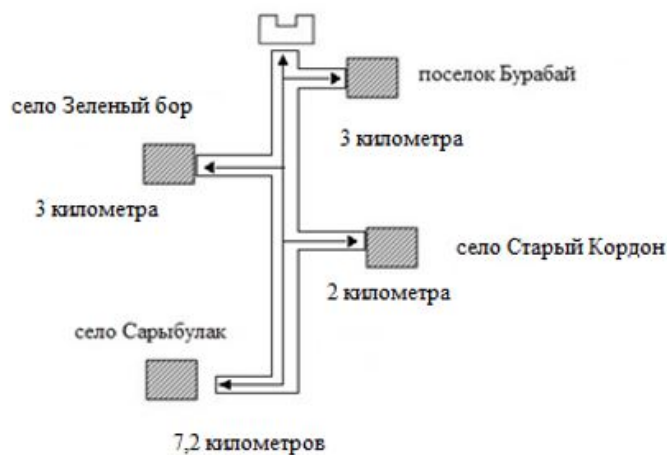 поселок Бурабай
село Зеленый бор
3 километра
3 километра
село Старый Кордон
2 километра
село Сарыбулак
7,2 километров